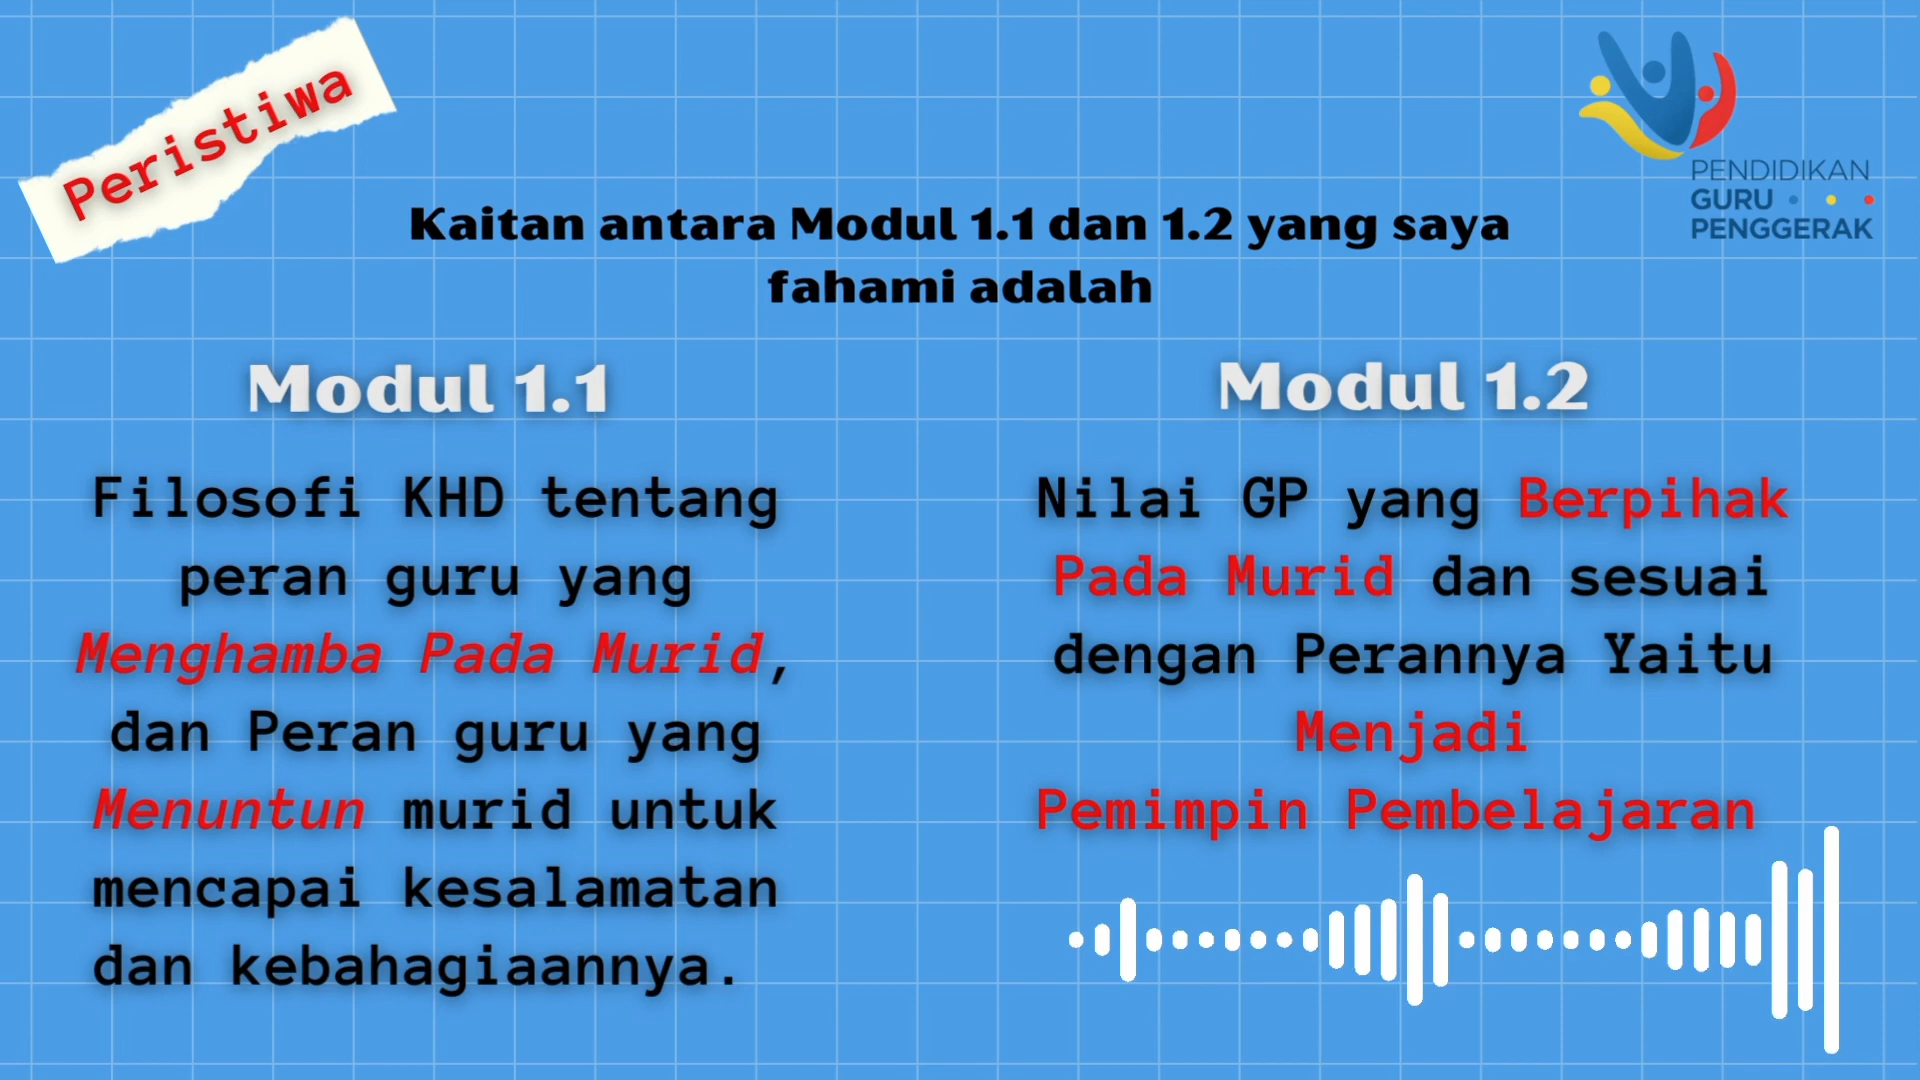 Peristiwa
PENDIDIKAN
GURU
PENGGERAK
Kaitan antara Modul 1.1 dan 1.2 yang saya
fahami adalah
Modul 1.1
Filosofi KHD tentang
peran guru yang
Menghamba Pada Murid,
dan Peran guru yang
Menuntun murid untuk
mencapai kesalamatan
dan kebahagiaannya.
Modul 1.2
Nilai GP yang Berpihak
Pada Murid dan sesuai
dengan Perannya Yaitu
Menjadi
Pemimpin Pembelajaran